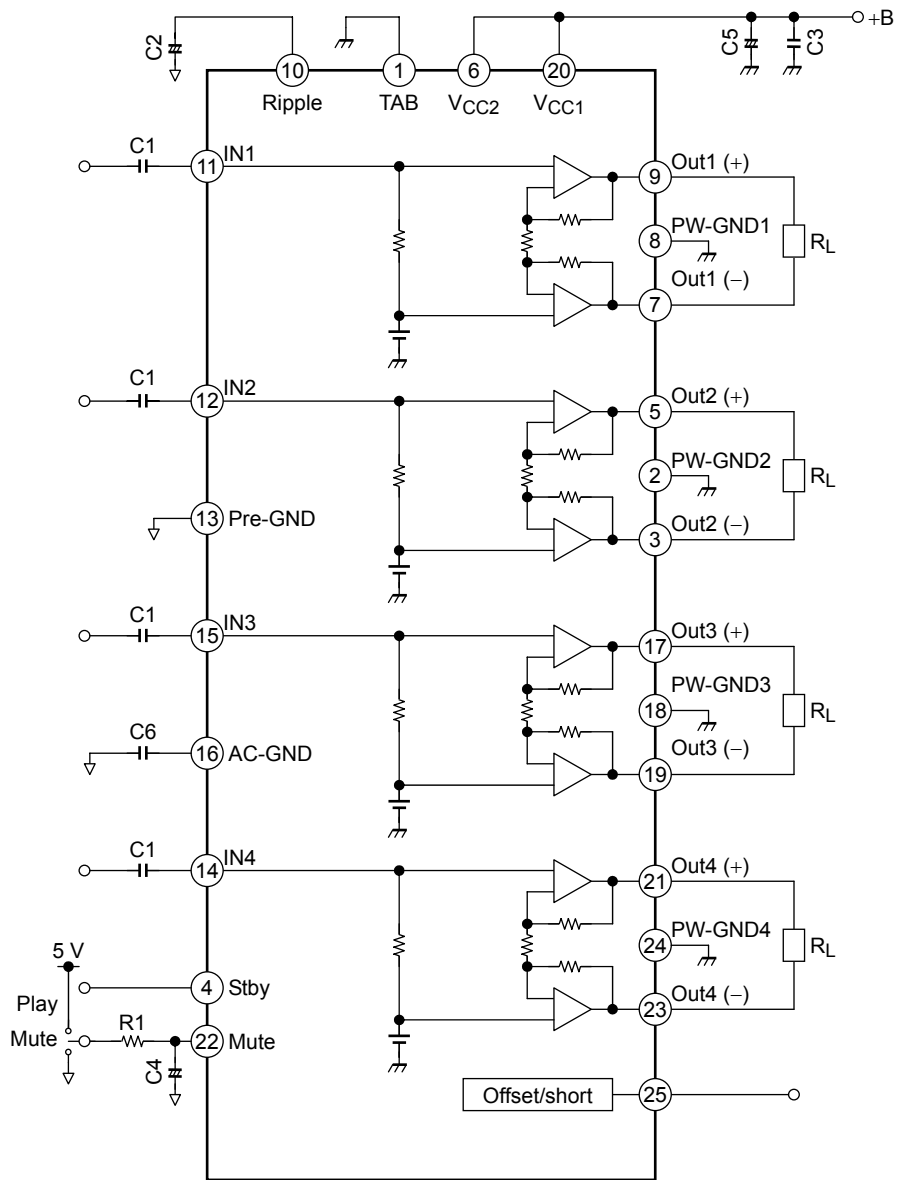 C2
C5
C3
+B
10
1
6
20
Ripple
TAB
VCC2
VCC1
C1
11
IN1
9
Out1 (+)
8
PW-GND1
RL
Out1 (−)
7
C1
12
IN2
5
Out2 (+)
2
PW-GND2
RL
13
Pre-GND
3
Out2 (−)
C1
15
IN3
17
Out3 (+)
PW-GND3
18
RL
C6
16
AC-GND
Out3 (−)
19
C1
14
IN4
21
Out4 (+)
PW-GND4
24
RL
5 V
4
Stby
23
Out4 (−)
Play
Mute
R1
22
Mute
C4
Offset/short
25